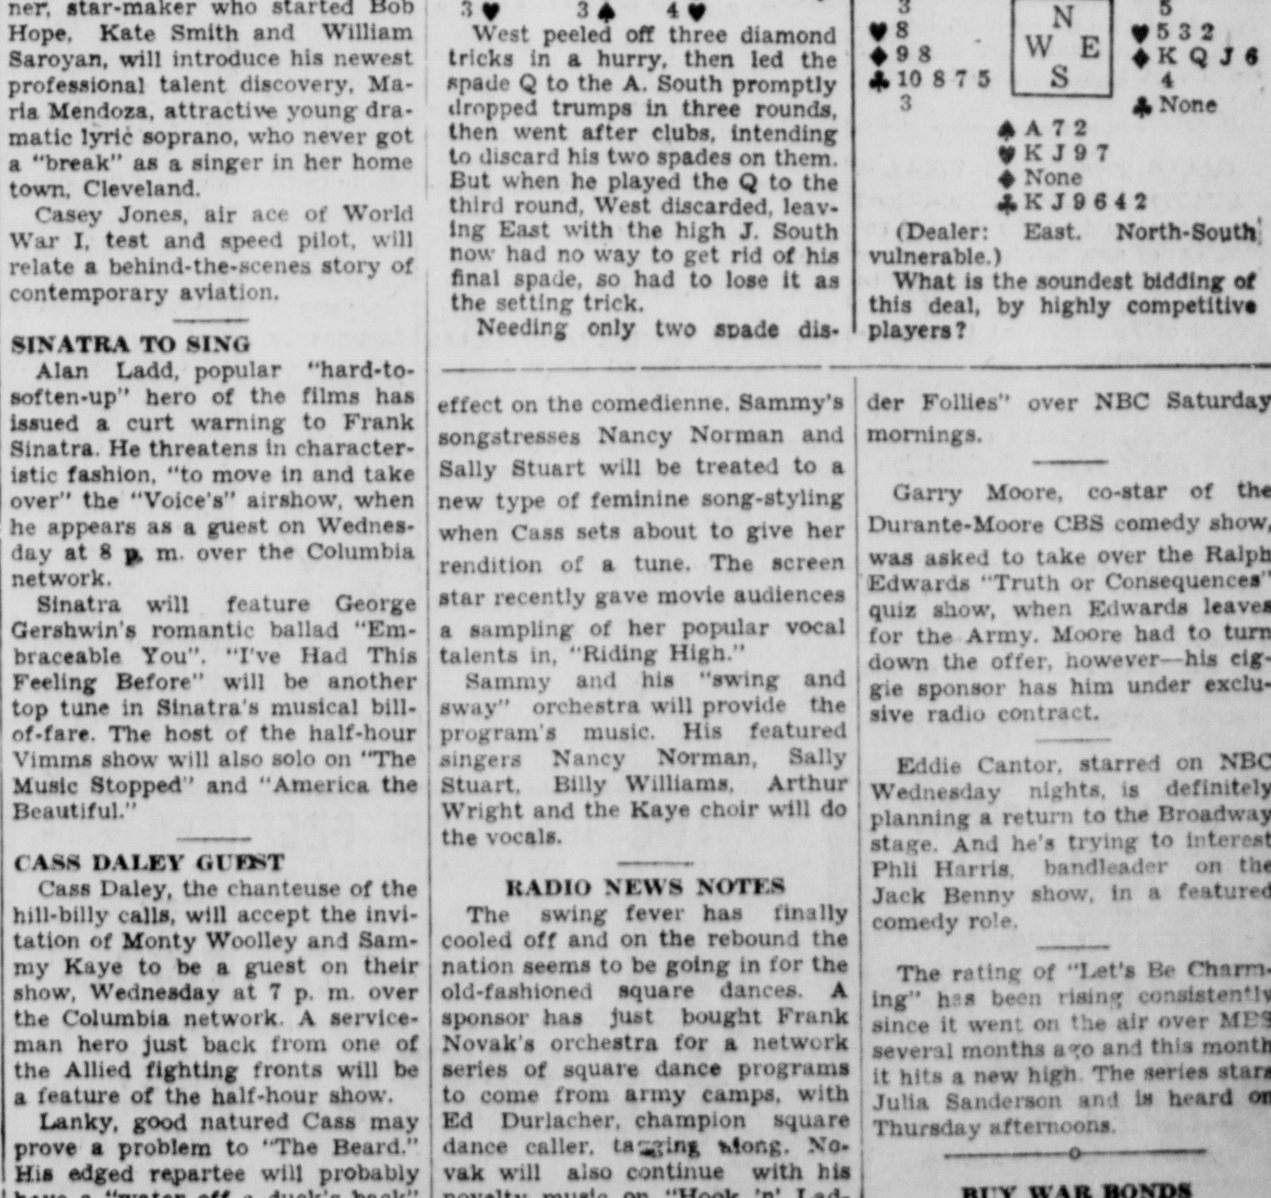 ner, star-maker who started Bob
Hope, Kate Smith and William
Saroyan, will introduce his newest
professional talent discovery, Ma-
ria Mendoza, attractive young dra-
matic lyric soprano, who never got
a "break" as a singer in her home
town, Cleveland.
Casey Jones, air ace of World
War I, test and speed pilot, will
relate a behind-the-scenes story of
contemporary aviation.
SINATRA TO SING
Alan Ladd, popular "hard-to-
soften-up" hero of the films has
issued a curt warning to Frank
Sinatra. He threatens in character-
istic fashion, "to move in and take
over" the "Voice's" airshow, when
he appears as a guest on Wednes-
day at 8 p. m. over the Columbia
network.
Sinatra will feature George
Gershwin's romantic ballad "Em-
braceable You". "I've Had This
Feeling Before" will be another
top tune in Sinatra's musical bill-
of-fare. The host of the half-hour
Vimms show will also solo on "The
Music Stopped" and "America the
Beautiful."
CASS DALEY GUEST
Cass Daley, the chanteuse of the
hill-billy calls, will accept the invi-
tation of Monty Woolley and Sam-
my Kaye to be a guest on their
show, Wednesday at 7 p. m. over
the Columbia network. A service-
man hero just back from one of
the Allied fighting fronts will be
a feature of the half-hour show.
Lanky, good natured Cass may
prove a problem to "The Beard."
His edged repartee will probably
have a "water off a duck's back"
3 ♥ 3 ♠ 4 ♥
West peeled off three diamond
tricks in a hurry, then led the
spade Q to the A. South promptly
dropped trumps in three rounds,
then went after clubs, intending
to discard his two spades on them.
But when he played the Q to the
third round, West discarded, leav-
ing East with the high J. South
now had no way to get rid of his
final spade, so had to lose it as
the setting trick.
Needing only two spade dis-
3
♥ 8
♦ 9 8
♣ 10 8 7 5
3
N
W E
S
5
♥ 5 3 2
♦ K Q J 6
4
♣ None
♠ A 7 2
♥ K J 9 7
♦ None
♣ K J 9 6 4 2
(Dealer: East. North-South
vulnerable.)
What is the soundest bidding of
this deal, by highly competitive
players?
effect on the comedienne. Sammy's
songstresses Nancy Norman and
Sally Stuart will be treated to a
new type of feminine song-styling
when Cass sets about to give her
rendition of a tune. The screen
star recently gave movie audiences
a sampling of her popular vocal
talents in, "Riding High."
Sammy and his "swing and
sway" orchestra will provide the
program's music. His featured
singers Nancy Norman, Sally
Stuart, Billy Williams, Arthur
Wright and the Kaye choir will do
the vocals.
RADIO NEWS NOTES
The swing fever has finally
cooled off and on the rebound the
nation seems to be going in for the
old-fashioned square dances. A
sponsor has just bought Frank
Novak's orchestra for a network
series of square dance programs
to come from army camps, with
Ed Durlacher, champion square
dance caller, tagging along. No-
vak will also continue with his
novelty music on "Hook 'n' Lad-
der Follies" over NBC Saturday
mornings.
Garry Moore, co-star of the
Durante-Moore CBS comedy show,
was asked to take over the Ralph
Edwards "Truth or Consequences"
quiz show, when Edwards leaves
for the Army. Moore had to turn
down the offer, however—his cig-
gie sponsor has him under exclu-
sive radio contract.
Eddie Cantor, starred on NBC
Wednesday nights, is definitely
planning a return to the Broadway
stage. And he's trying to interest
Phli Harris, bandleader on the
Jack Benny show, in a featured
comedy role.
The rating of "Let's Be Charm-
ing" has been rising consistently
since it went on the air over MBS
several months ago and this month
it hits a new high. The series stars
Julia Sanderson and is heard on
Thursday afternoons.
BUY WAR BONDS